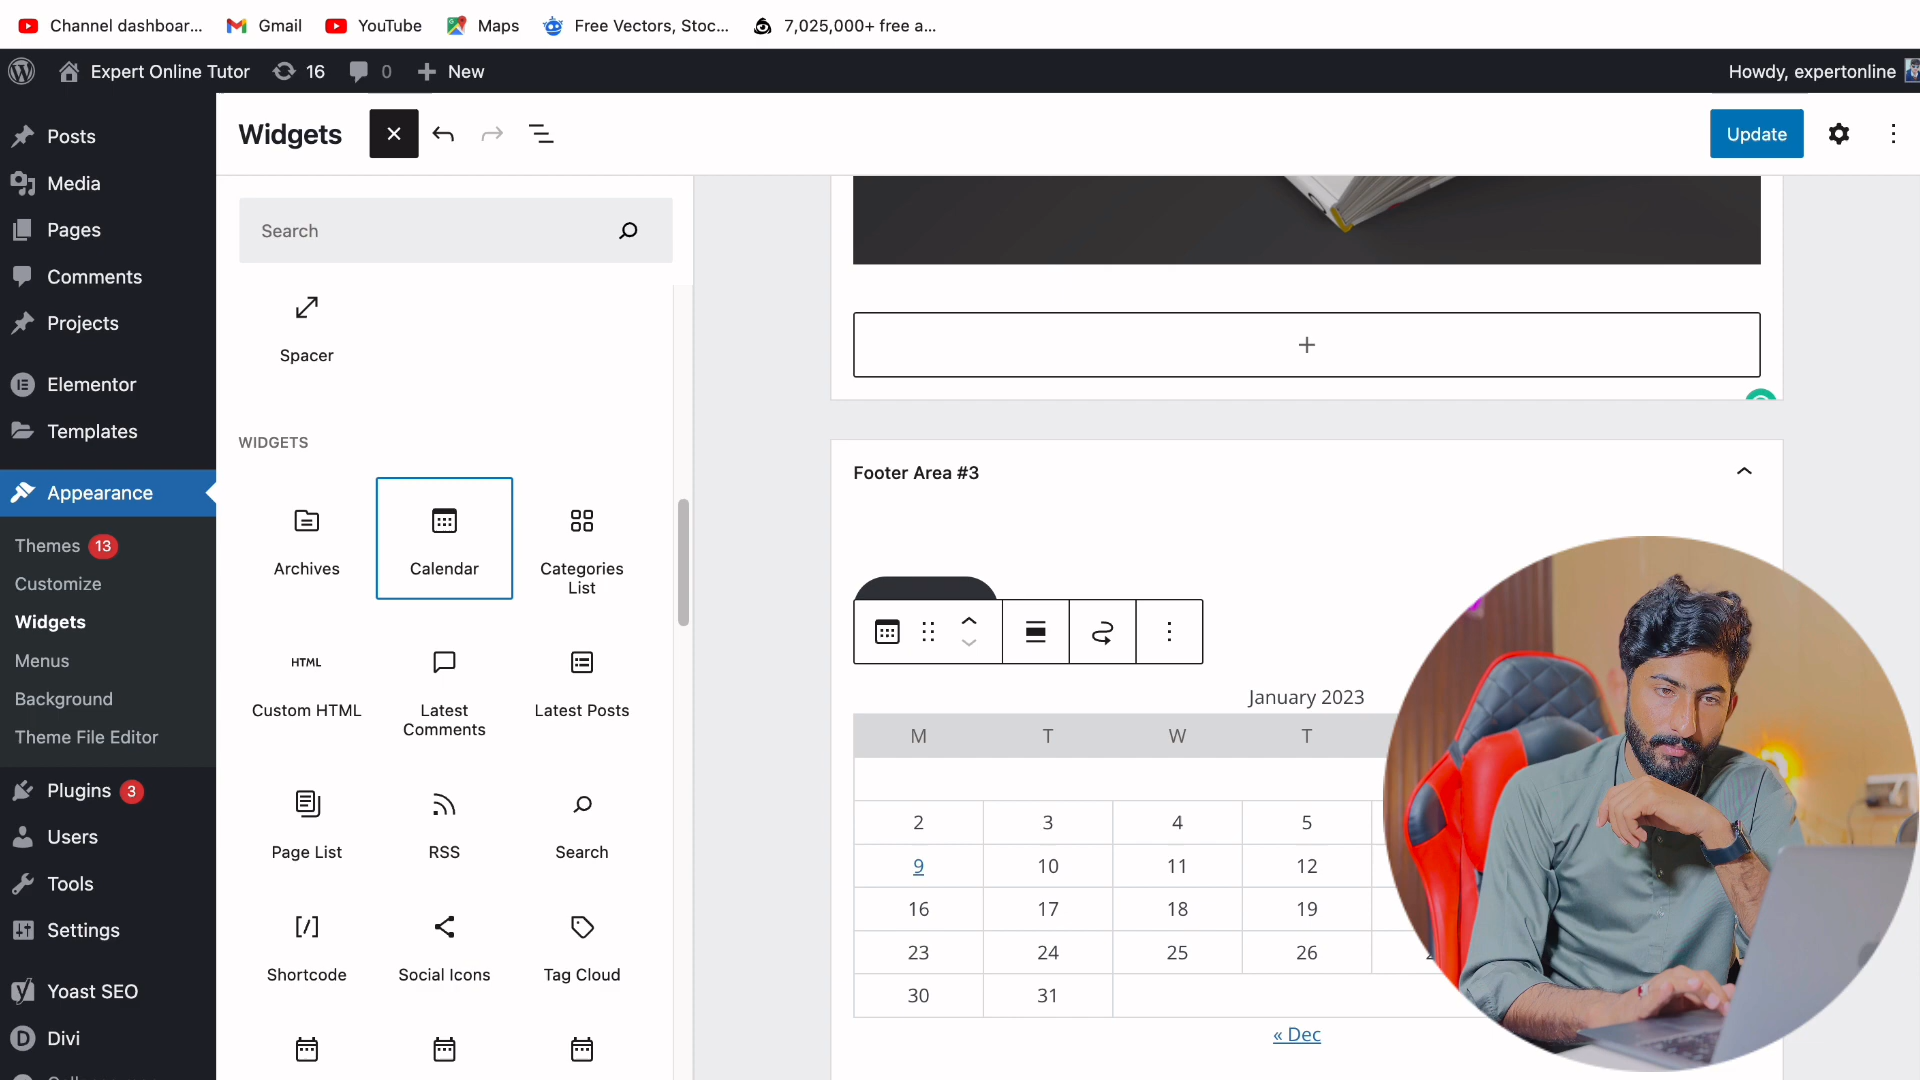 Channel dashboar...
Gmail
YouTube
Maps
Free Vectors, Stoc...
7,025,000+ free a...
Expert Online Tutor
16
0
New
Howdy, expertonline
Posts
Media
Pages
Comments
Projects
Elementor
Templates
Appearance
Themes 13
Customize
Widgets
Menus
Background
Theme File Editor
Plugins 3
Users
Tools
Settings
Yoast SEO
Divi
Widgets
Update
Search
Spacer
WIDGETS
Archives
Calendar
Categories
List
HTML
Custom HTML
Latest
Comments
Latest Posts
Page List
RSS
Search
[/]
Shortcode
Social Icons
Tag Cloud
Footer Area #3
January 2023
M T W T
2 3 4 5
9 10 11 12
16 17 18 19
23 24 25 26
30 31
« Dec